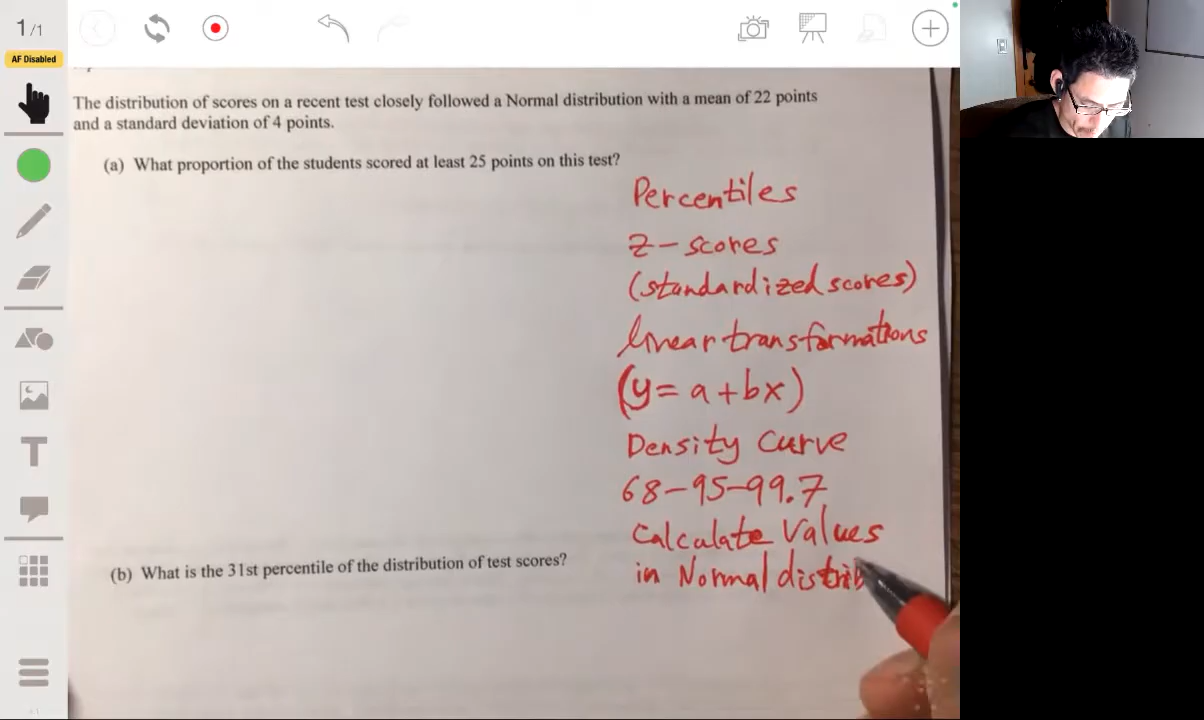 1/1
AF Disabled
The distribution of scores on a recent test closely followed a Normal distribution with a mean of 22 points
and a standard deviation of 4 points.
(a) What proportion of the students scored at least 25 points on this test?
Percentiles
z-scores
(standardized scores)
linear transformations
(y = a + bx)
Density Curve
68-95-99.7
Calculate Values
in Normal distrib
(b) What is the 31st percentile of the distribution of test scores?
T